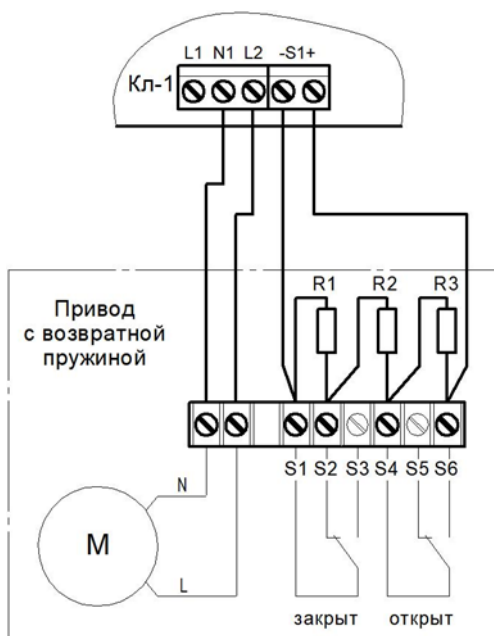 L1 N1 L2 -S1+
Кл-1
R1 R2 R3
Привод
с возвратной
пружиной
S1 S2 S3 S4 S5 S6
N
M
L
закрыт открыт